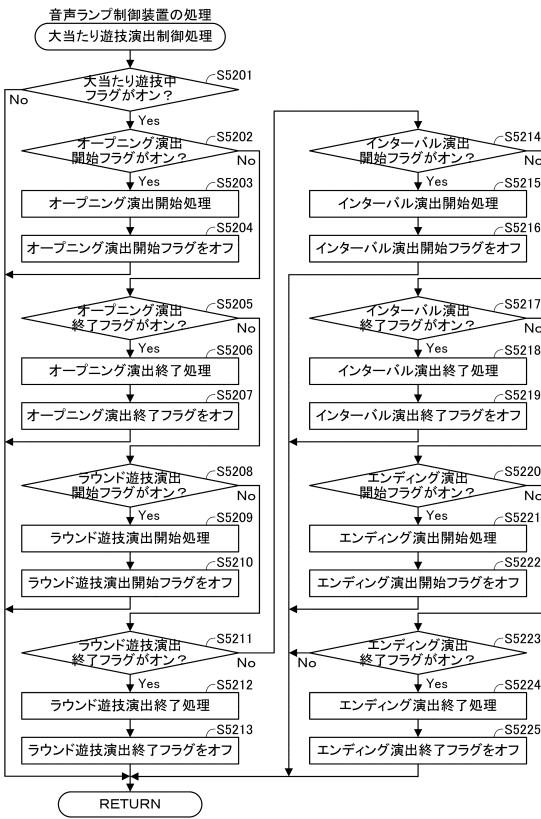 音声ランプ制御装置の処理
大当たり遊技演出制御処理
S5201
大当たり遊技中
フラグがオン？
No
Yes
S5202
オープニング演出
開始フラグがオン？
No
Yes
S5203
オープニング演出開始処理
S5204
オープニング演出開始フラグをオフ
S5205
オープニング演出
終了フラグがオン？
No
Yes
S5206
オープニング演出終了処理
S5207
オープニング演出終了フラグをオフ
S5208
ラウンド遊技演出
開始フラグがオン？
No
Yes
S5209
ラウンド遊技演出開始処理
S5210
ラウンド遊技演出開始フラグをオフ
S5211
ラウンド遊技演出
終了フラグがオン？
No
Yes
S5212
ラウンド遊技演出終了処理
S5213
ラウンド遊技演出終了フラグをオフ
RETURN
S5214
インターバル演出
開始フラグがオン？
No
Yes
S5215
インターバル演出開始処理
S5216
インターバル演出開始フラグをオフ
S5217
インターバル演出
終了フラグがオン？
No
Yes
S5218
インターバル演出終了処理
S5219
インターバル演出終了フラグをオフ
S5220
エンディング演出
開始フラグがオン？
No
Yes
S5221
エンディング演出開始処理
S5222
エンディング演出開始フラグをオフ
S5223
エンディング演出
終了フラグがオン？
No
Yes
S5224
エンディング演出終了処理
S5225
エンディング演出終了フラグをオフ